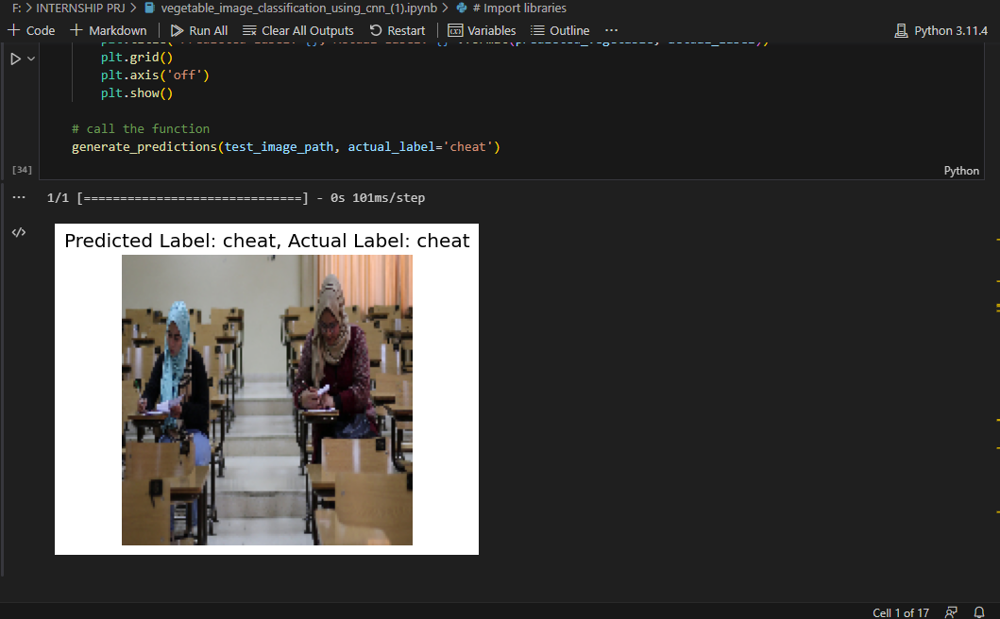 F: > INTERNSHIP PRJ > vegetable_image_classification_using_cnn_(1).ipynb > # Import libraries
+ Code + Markdown | Run All Clear All Outputs Restart | Variables Outline ... Python 3.11.4
plt.grid()
plt.axis('off')
plt.show()
# call the function
generate_predictions(test_image_path, actual_label='cheat')
[34]
Python
1/1 [==============================] - 0s 101ms/step
Predicted Label: cheat, Actual Label: cheat
Cell 1 of 17